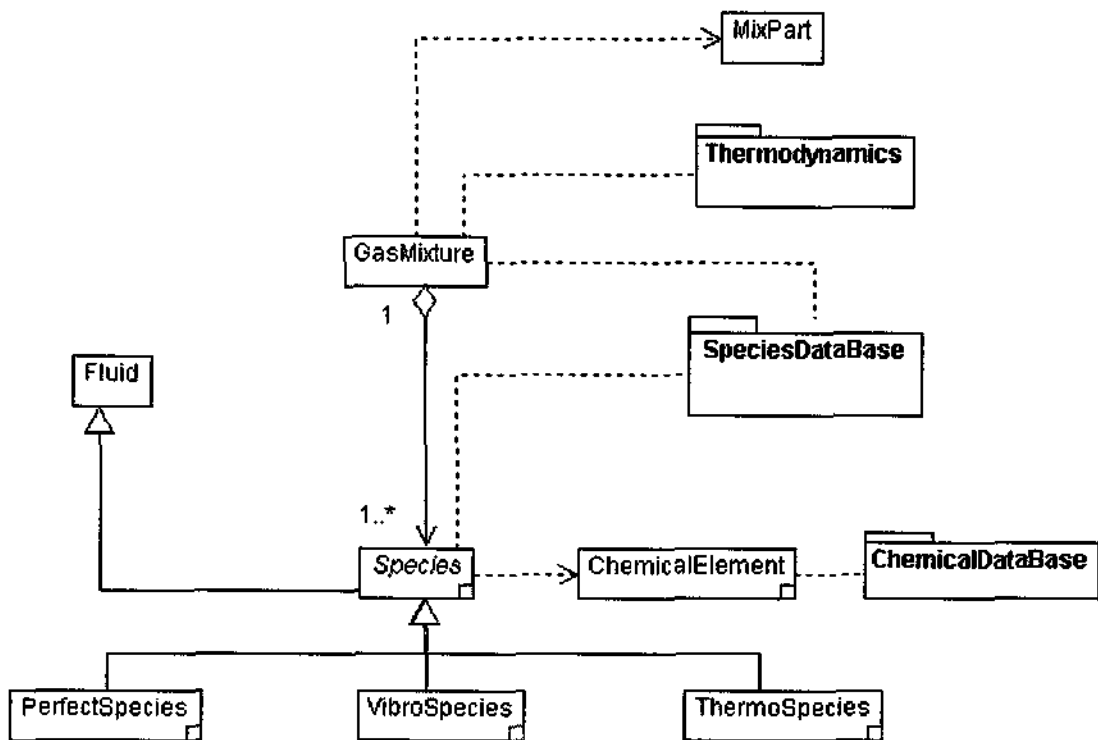 MixPart
Thermodynamics
GasMixture
1
SpeciesDataBase
Fluid
1..*
Species
ChemicalElement
ChemicalDataBase
PerfectSpecies
VibroSpecies
ThermoSpecies